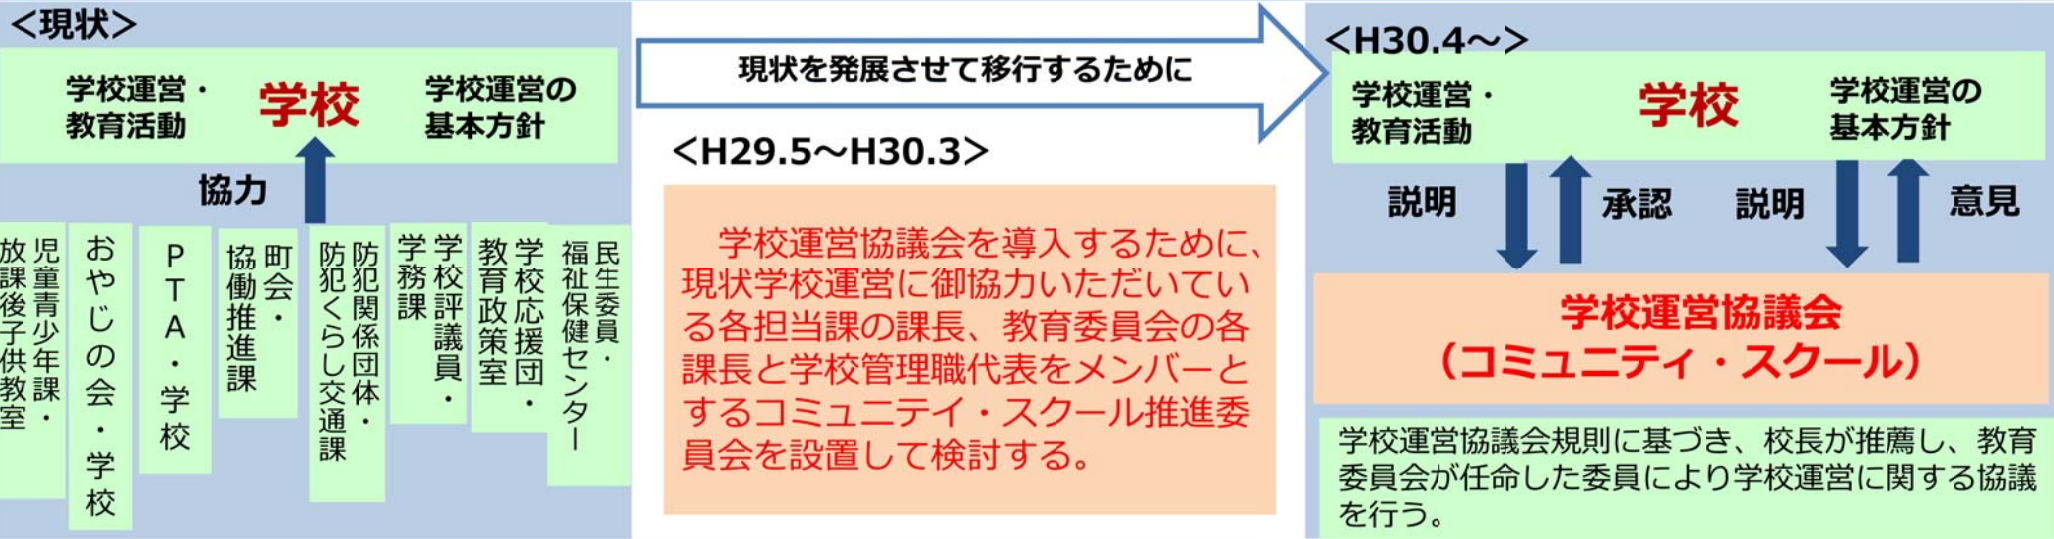 <現状>
学校運営・
教育活動
学校
学校運営の
基本方針
協力
児童青少年課・
放課後子供教室
おやじの会・学校
PTA・学校
町会・
協働推進課
防犯関係団体・
防犯くらし交通課
学校評議員・
学務課
学校応援団・
教育政策室
民生委員・
福祉保健センター
現状を発展させて移行するために
<H29.5～H30.3>
学校運営協議会を導入するために、
現状学校運営に御協力いただいてい
る各担当課の課長、教育委員会の各
課長と学校管理職代表をメンバーと
するコミュニテイ・スクール推進委
員会を設置して検討する。
<H30.4～>
学校運営・
教育活動
学校
学校運営の
基本方針
説明
承認
説明
意見
学校運営協議会
（コミュニティ・スクール）
学校運営協議会規則に基づき、校長が推薦し、教育
委員会が任命した委員により学校運営に関する協議
を行う。